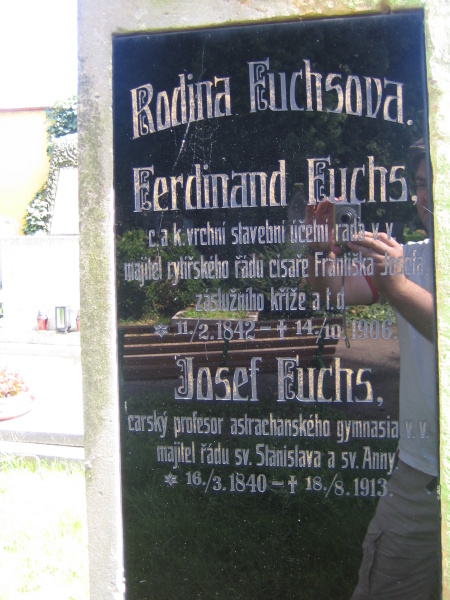 Rodina Fuchsova.
Ferdinand Fuchs,
c. a k. vrchní stavební účetní rada v. v.
majitel rytířského řádu císaře Františka Josefa,
záslužního kříže a t. d.
* 11./2. 1842 – † 14./10. 1906.
Josef Fuchs,
carský profesor astrachanského gymnasia v. v.
majitel řádu sv. Stanislava a sv. Anny.
* 16./3. 1840 – † 18./8. 1913.